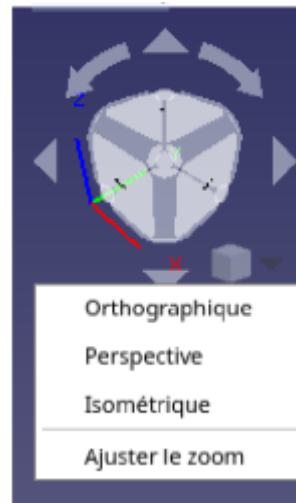 Z
Y
X
Orthographique
Perspective
Isométrique
Ajuster le zoom